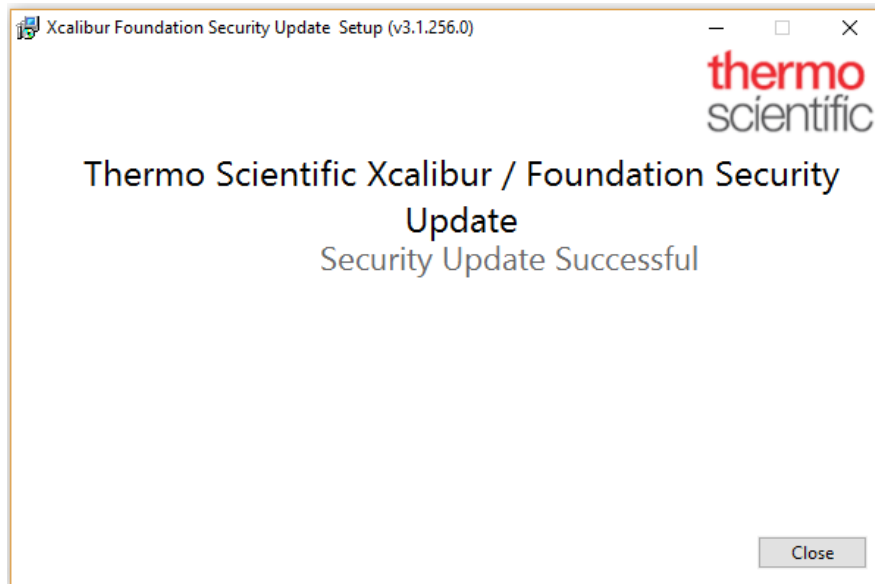 Xcalibur Foundation Security Update Setup (v3.1.256.0)
thermo
scientific
Thermo Scientific Xcalibur / Foundation Security
Update
Security Update Successful
Close